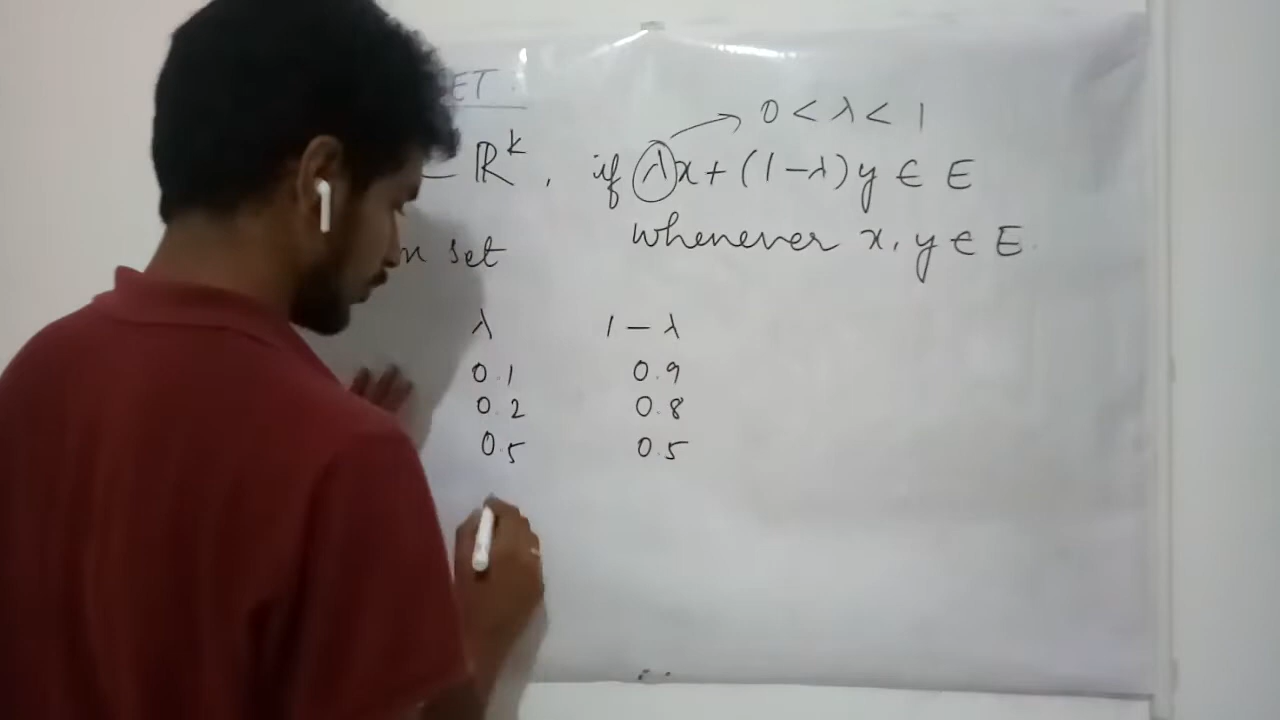 ET
0 < λ < 1
ℝᵏ, if λx + (1-λ)y ∈ E
set whenever x, y ∈ E
λ 1 - λ
0.1 0.9
0.2 0.8
0.5 0.5